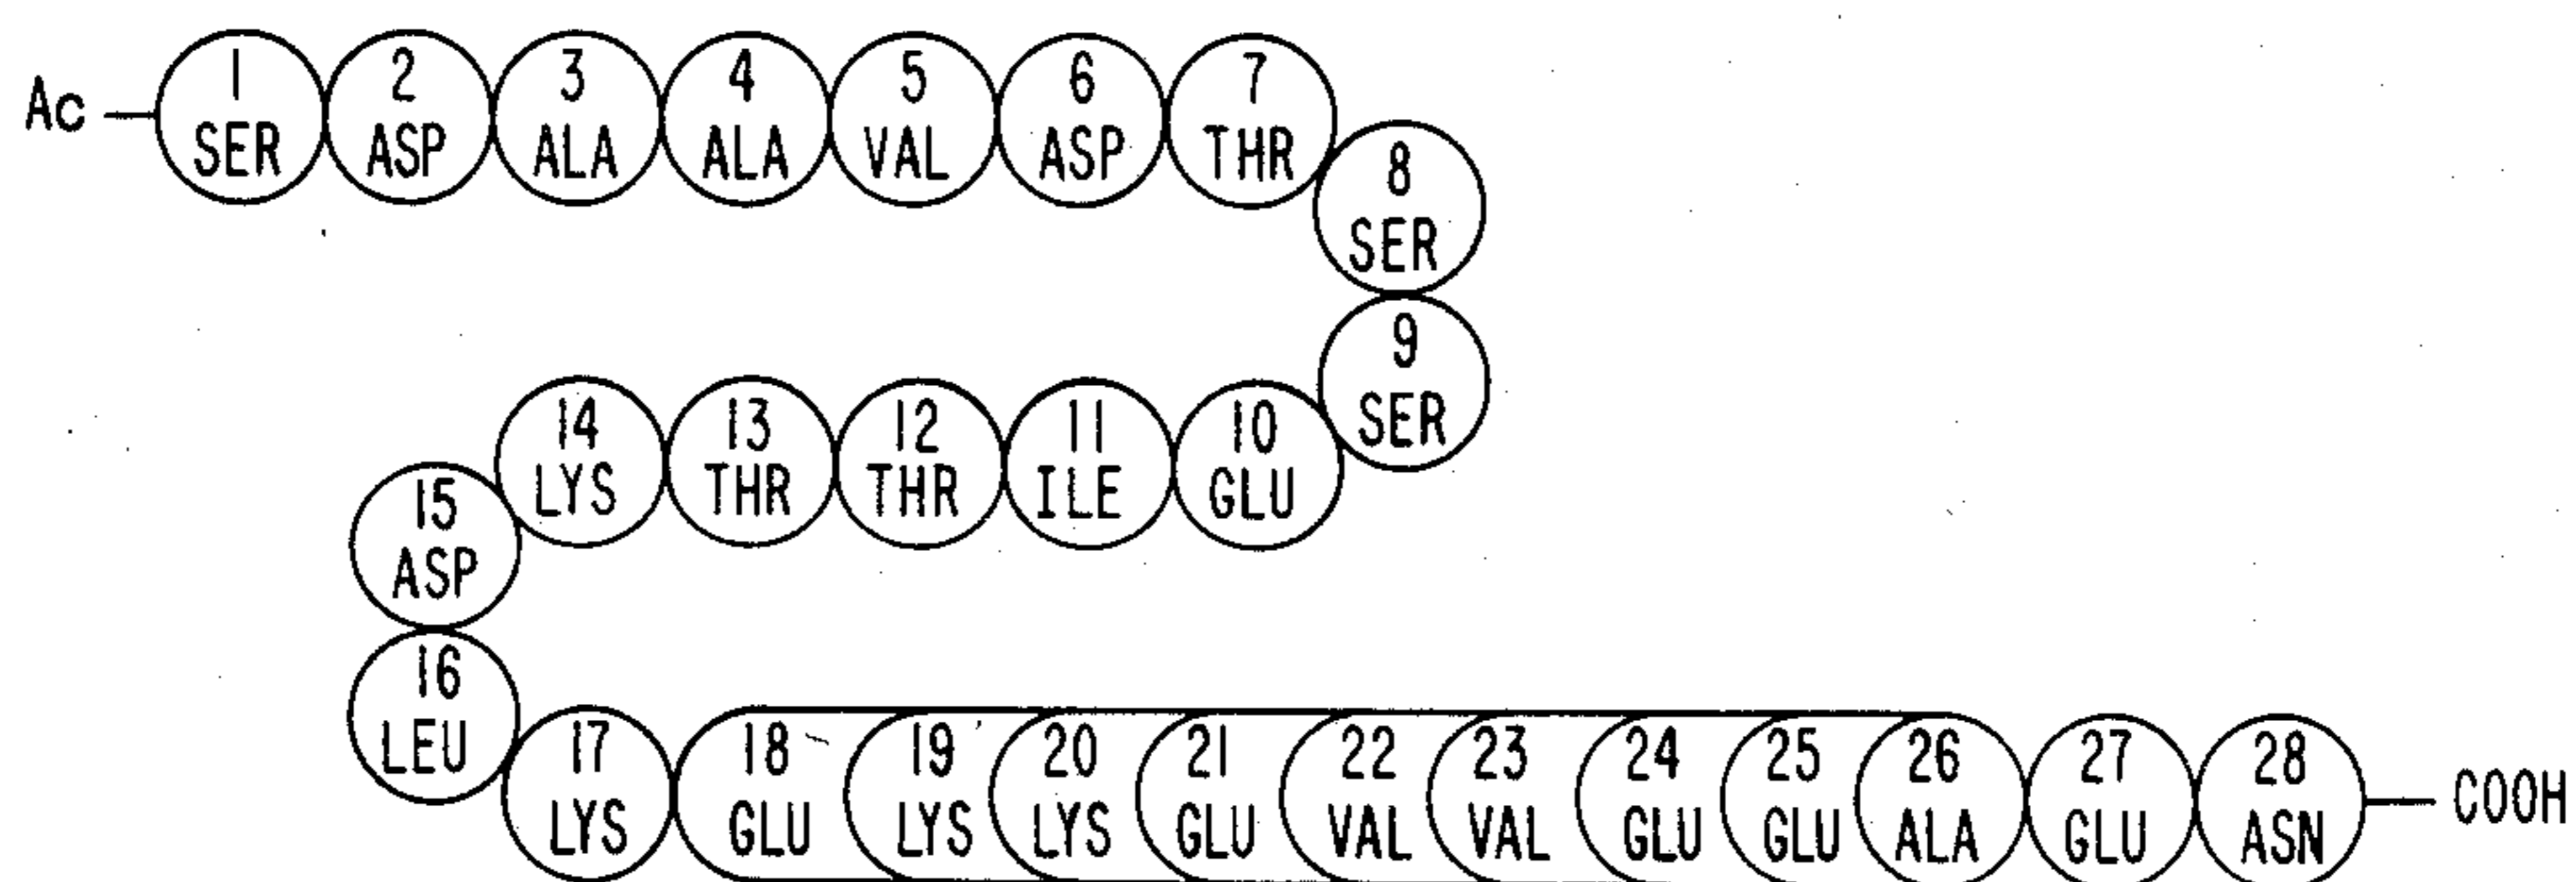 Ac
1 SER
2 ASP
3 ALA
4 ALA
5 VAL
6 ASP
7 THR
8 SER
9 SER
10 GLU
11 ILE
12 THR
13 THR
14 LYS
15 ASP
16 LEU
17 LYS
18 GLU
19 LYS
20 LYS
21 GLU
22 VAL
23 VAL
24 GLU
25 GLU
26 ALA
27 GLU
28 ASN
COOH